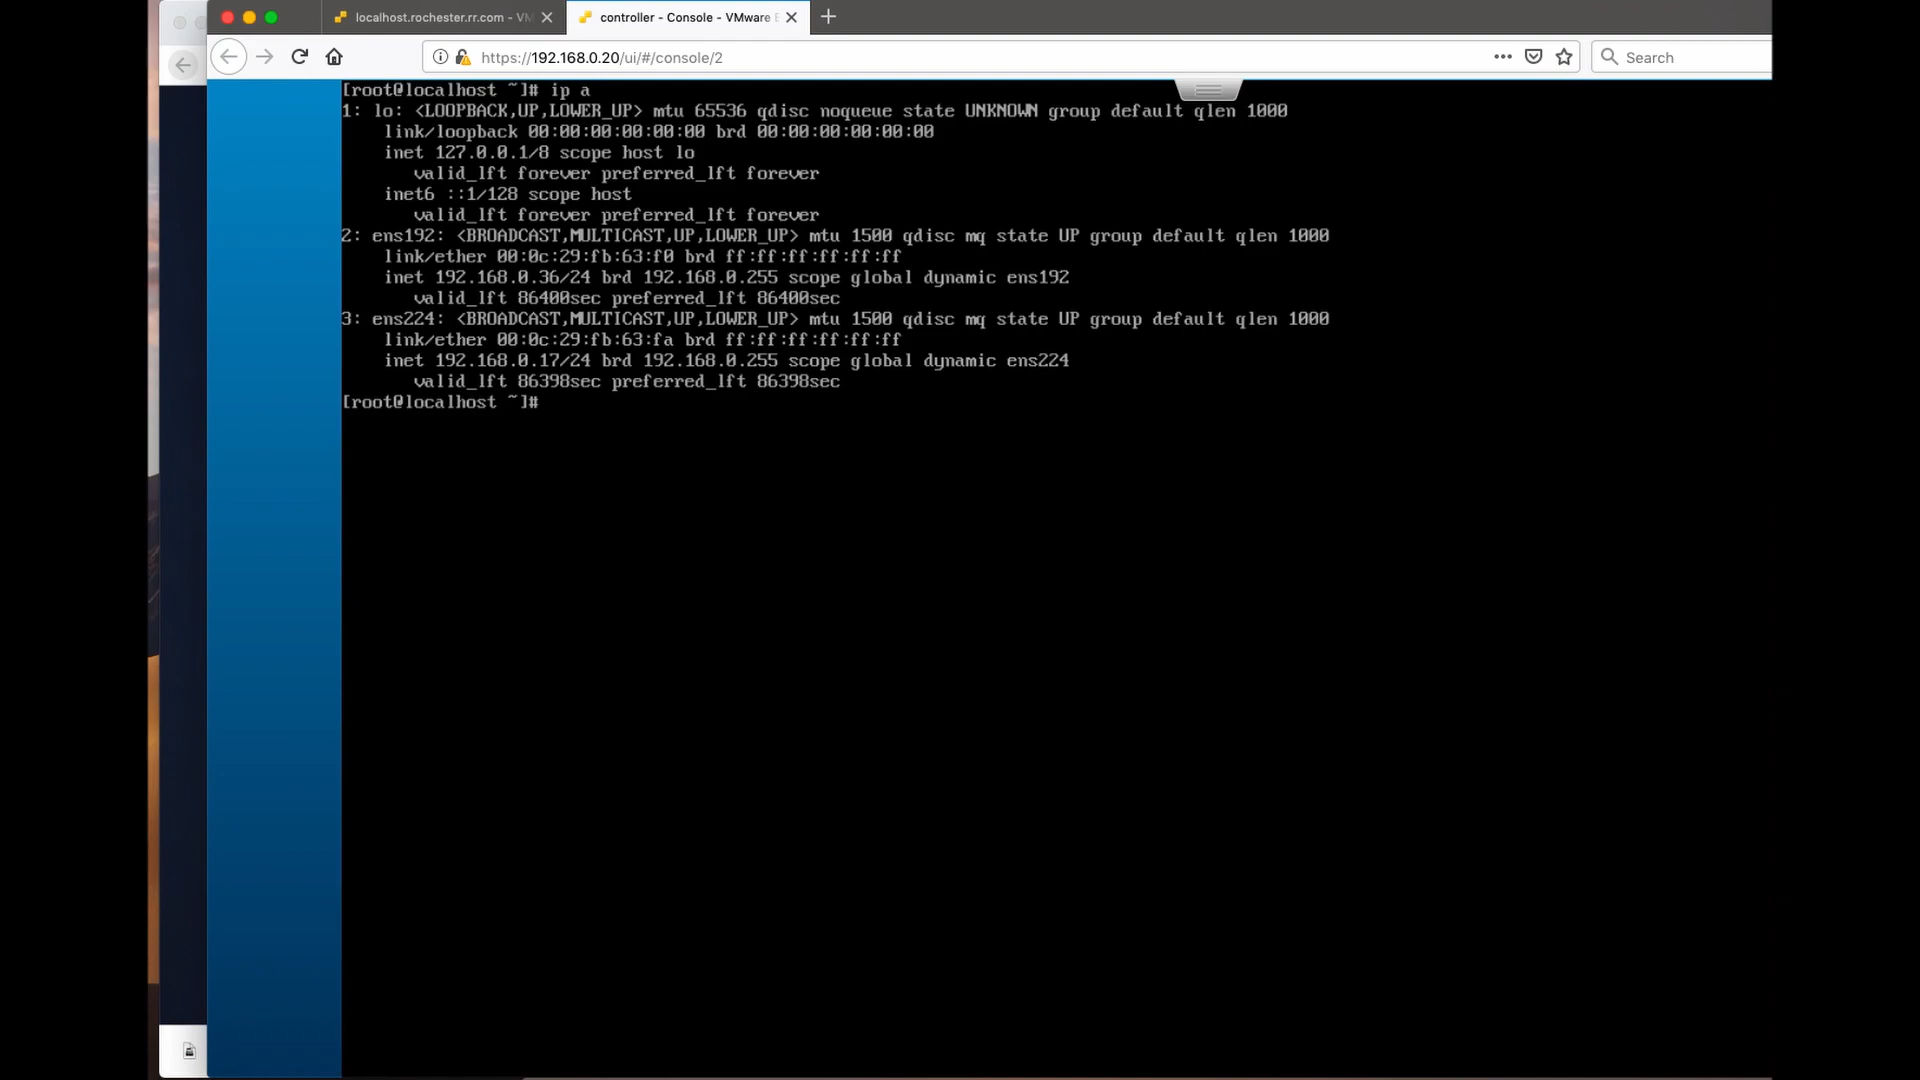 localhost.rochester.rr.com - VM
controller - Console - VMware E
https://192.168.0.20/ui/#/console/2
Search
[root@localhost ~]# ip a
1: lo: <LOOPBACK,UP,LOWER_UP> mtu 65536 qdisc noqueue state UNKNOWN group default qlen 1000
link/loopback 00:00:00:00:00:00 brd 00:00:00:00:00:00
inet 127.0.0.1/8 scope host lo
valid_lft forever preferred_lft forever
inet6 ::1/128 scope host
valid_lft forever preferred_lft forever
2: ens192: <BROADCAST,MULTICAST,UP,LOWER_UP> mtu 1500 qdisc mq state UP group default qlen 1000
link/ether 00:0c:29:fb:63:f0 brd ff:ff:ff:ff:ff:ff
inet 192.168.0.36/24 brd 192.168.0.255 scope global dynamic ens192
valid_lft 86400sec preferred_lft 86400sec
3: ens224: <BROADCAST,MULTICAST,UP,LOWER_UP> mtu 1500 qdisc mq state UP group default qlen 1000
link/ether 00:0c:29:fb:63:fa brd ff:ff:ff:ff:ff:ff
inet 192.168.0.17/24 brd 192.168.0.255 scope global dynamic ens224
valid_lft 86398sec preferred_lft 86398sec
[root@localhost ~]#